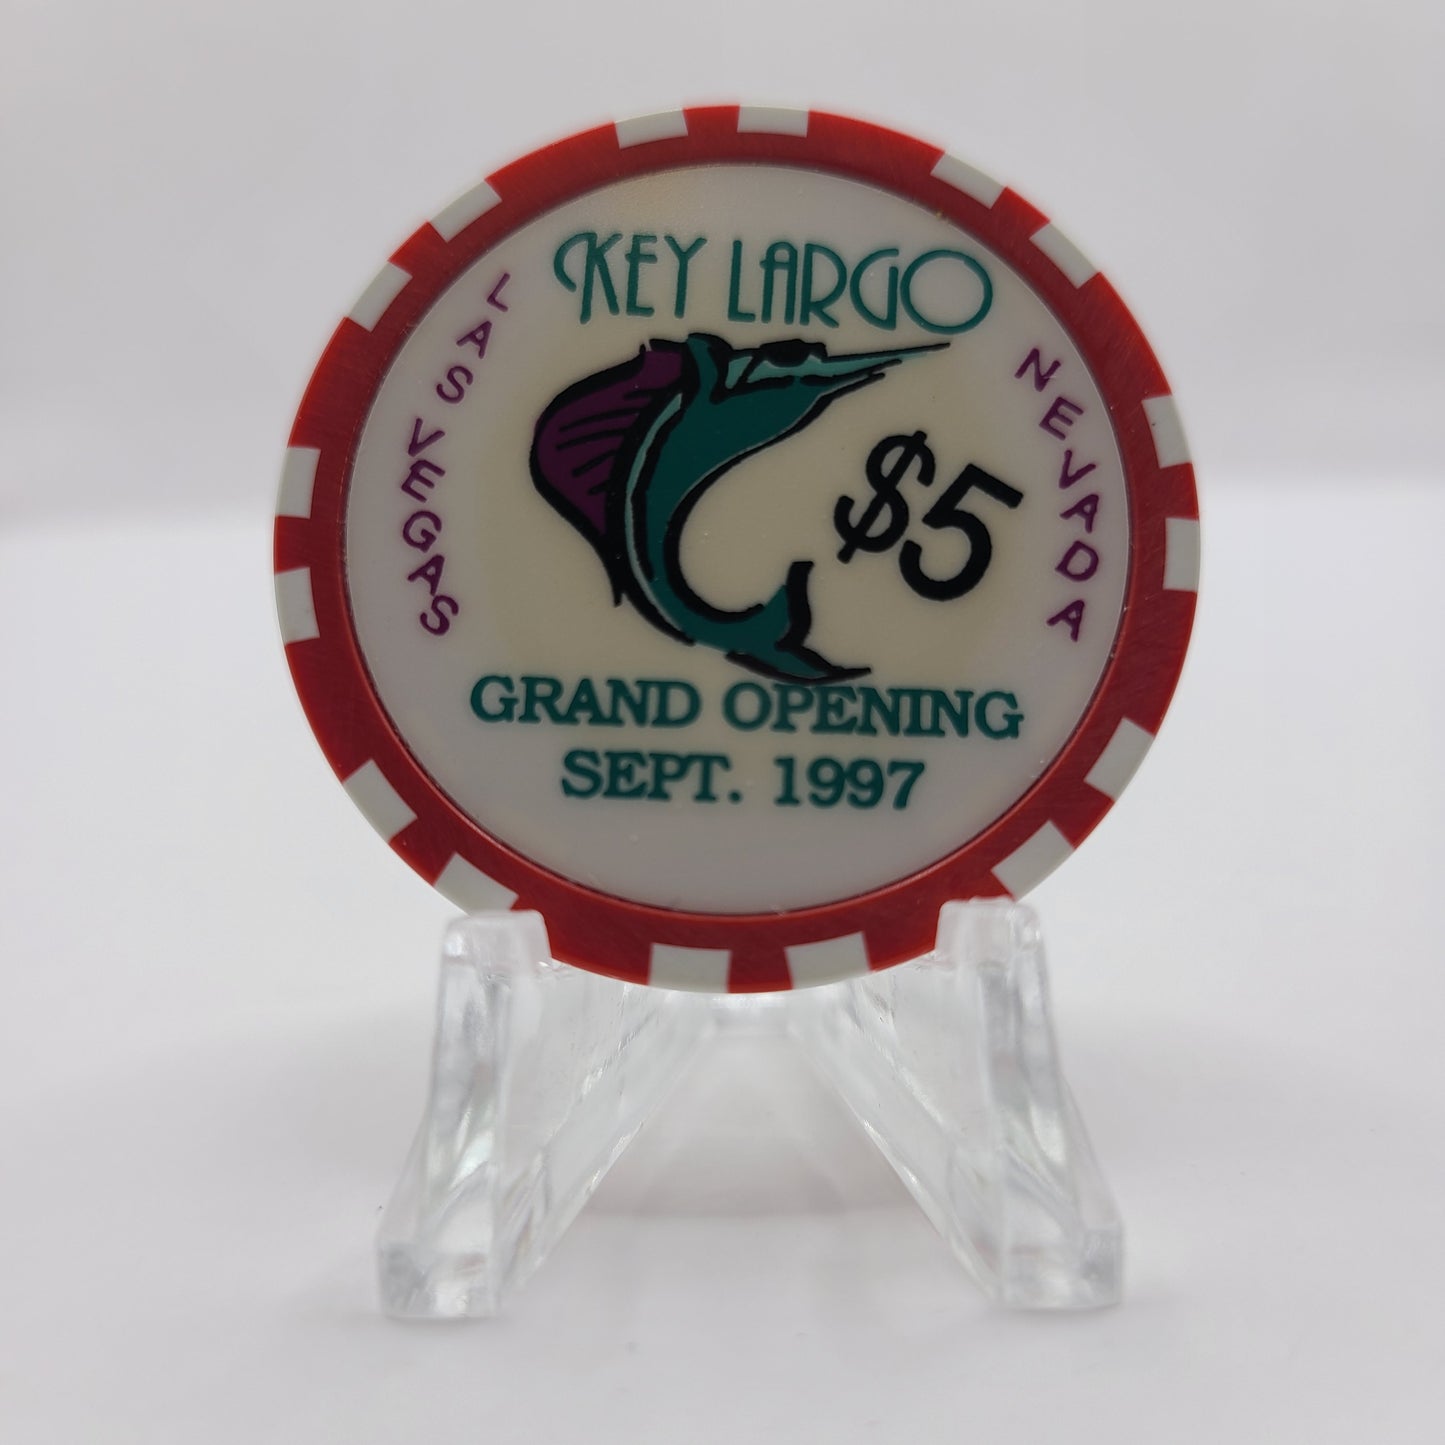 KEY LARGO
LAS VEGAS
NEVADA
$5
GRAND OPENING
SEPT. 1997